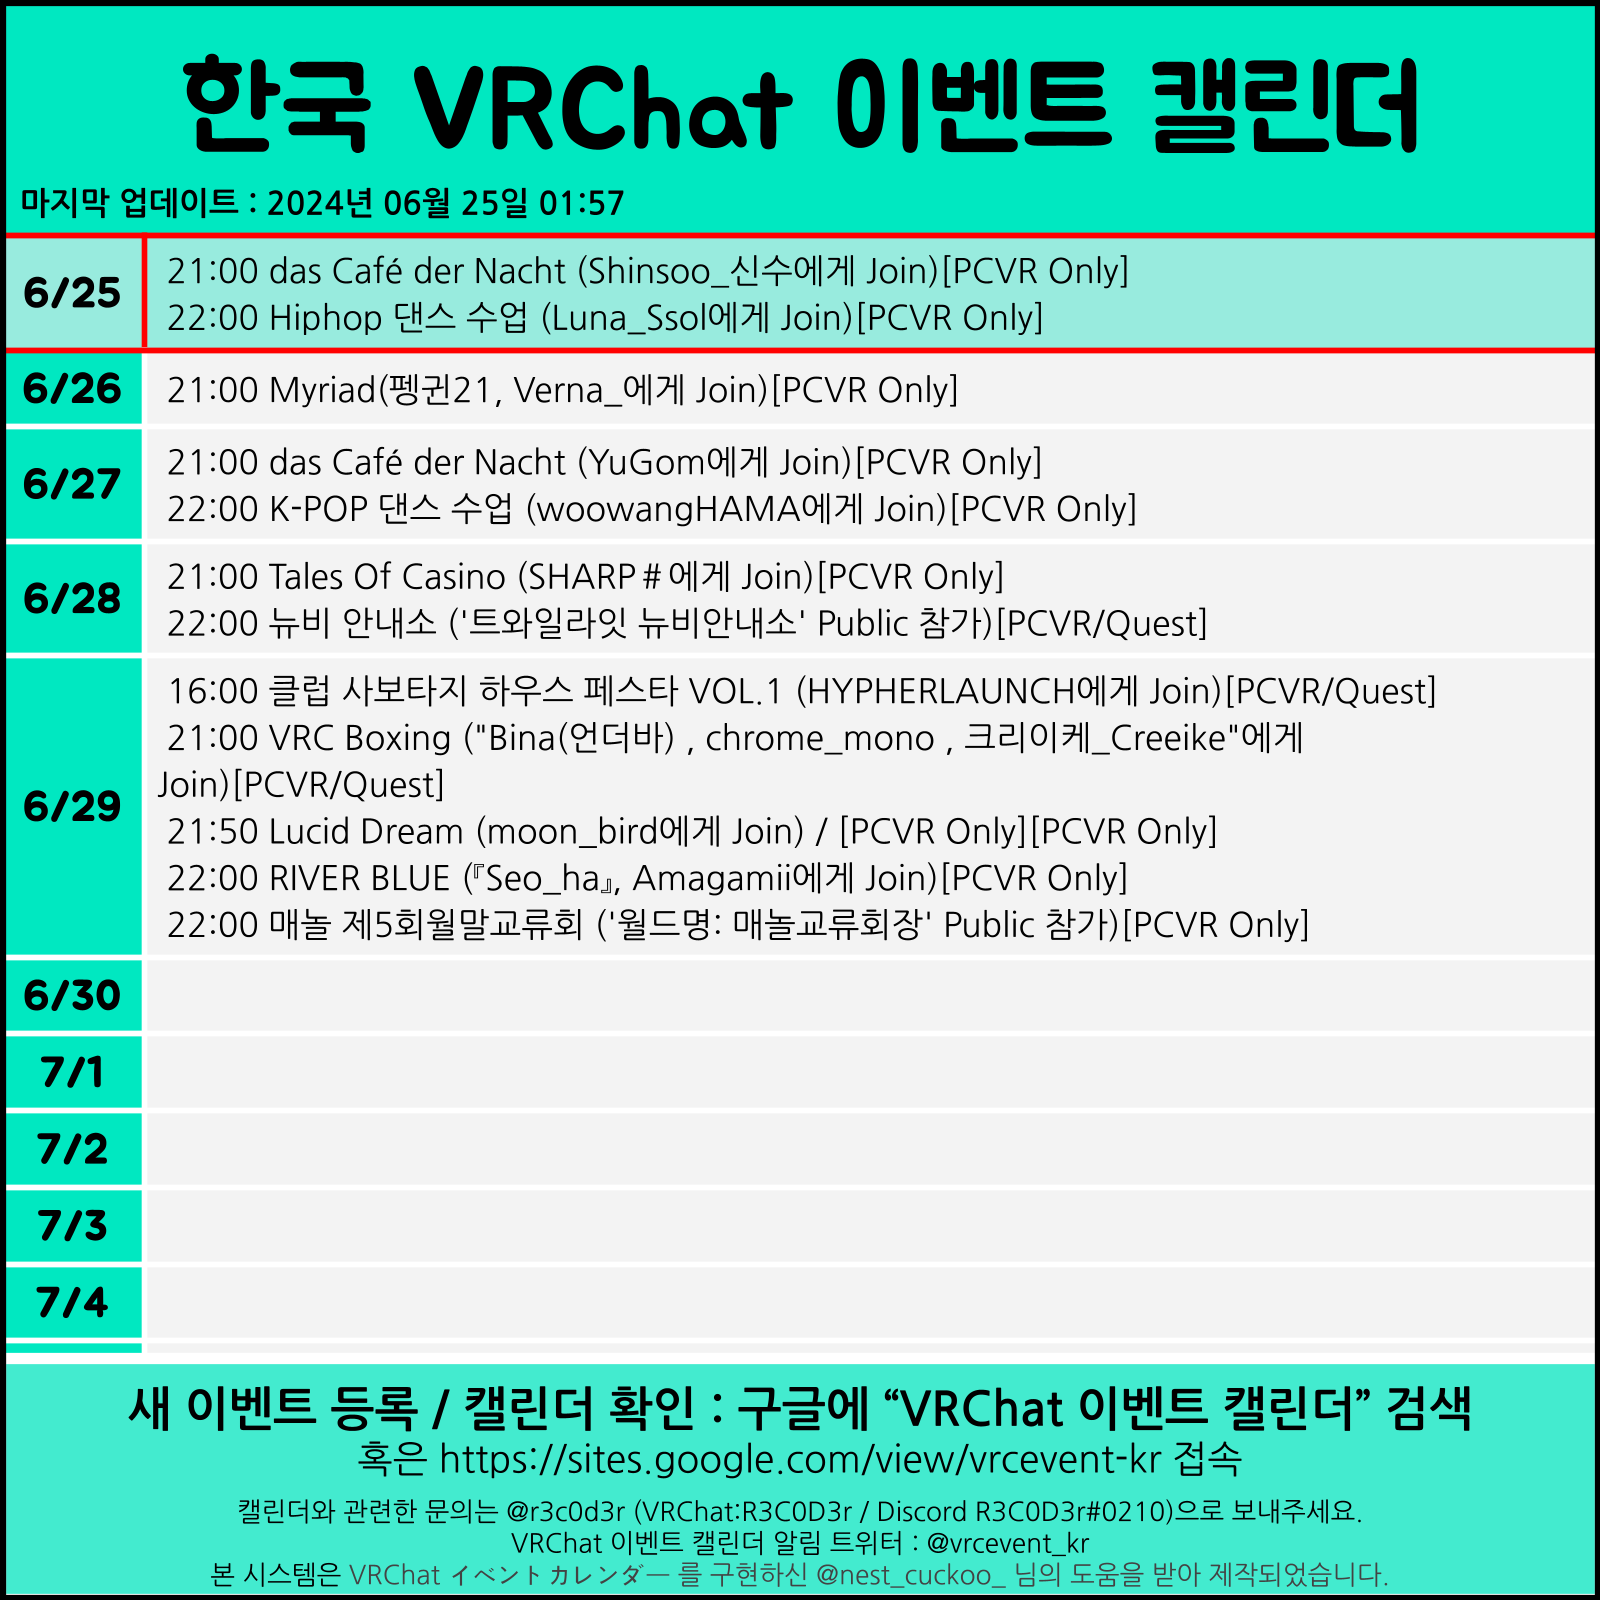 한국 VRChat 이벤트 캘린더
마지막 업데이트 : 2024년 06월 25일 01:57
6/25
21:00 das Café der Nacht (Shinsoo_신수에게 Join)[PCVR Only]
22:00 Hiphop 댄스 수업 (Luna_Ssol에게 Join)[PCVR Only]
6/26
21:00 Myriad(펭귄21, Verna_에게 Join)[PCVR Only]
6/27
21:00 das Café der Nacht (YuGom에게 Join)[PCVR Only]
22:00 K-POP 댄스 수업 (woowangHAMA에게 Join)[PCVR Only]
6/28
21:00 Tales Of Casino (SHARP＃에게 Join)[PCVR Only]
22:00 뉴비 안내소 ('트와일라잇 뉴비안내소' Public 참가)[PCVR/Quest]
6/29
16:00 클럽 사보타지 하우스 페스타 VOL.1 (HYPHERLAUNCH에게 Join)[PCVR/Quest]
21:00 VRC Boxing ("Bina(언더바) , chrome_mono , 크리이케_Creeike"에게
Join)[PCVR/Quest]
21:50 Lucid Dream (moon_bird에게 Join) / [PCVR Only][PCVR Only]
22:00 RIVER BLUE (『Seo_ha』, Amagamii에게 Join)[PCVR Only]
22:00 매놀 제5회월말교류회 ('월드명: 매놀교류회장' Public 참가)[PCVR Only]
6/30
7/1
7/2
7/3
7/4
새 이벤트 등록 / 캘린더 확인 : 구글에 “VRChat 이벤트 캘린더” 검색
혹은 https://sites.google.com/view/vrcevent-kr 접속
캘린더와 관련한 문의는 @r3c0d3r (VRChat:R3C0D3r / Discord R3C0D3r#0210)으로 보내주세요.
VRChat 이벤트 캘린더 알림 트위터 : @vrcevent_kr
본 시스템은 VRChat イベントカレンダー 를 구현하신 @nest_cuckoo_ 님의 도움을 받아 제작되었습니다.